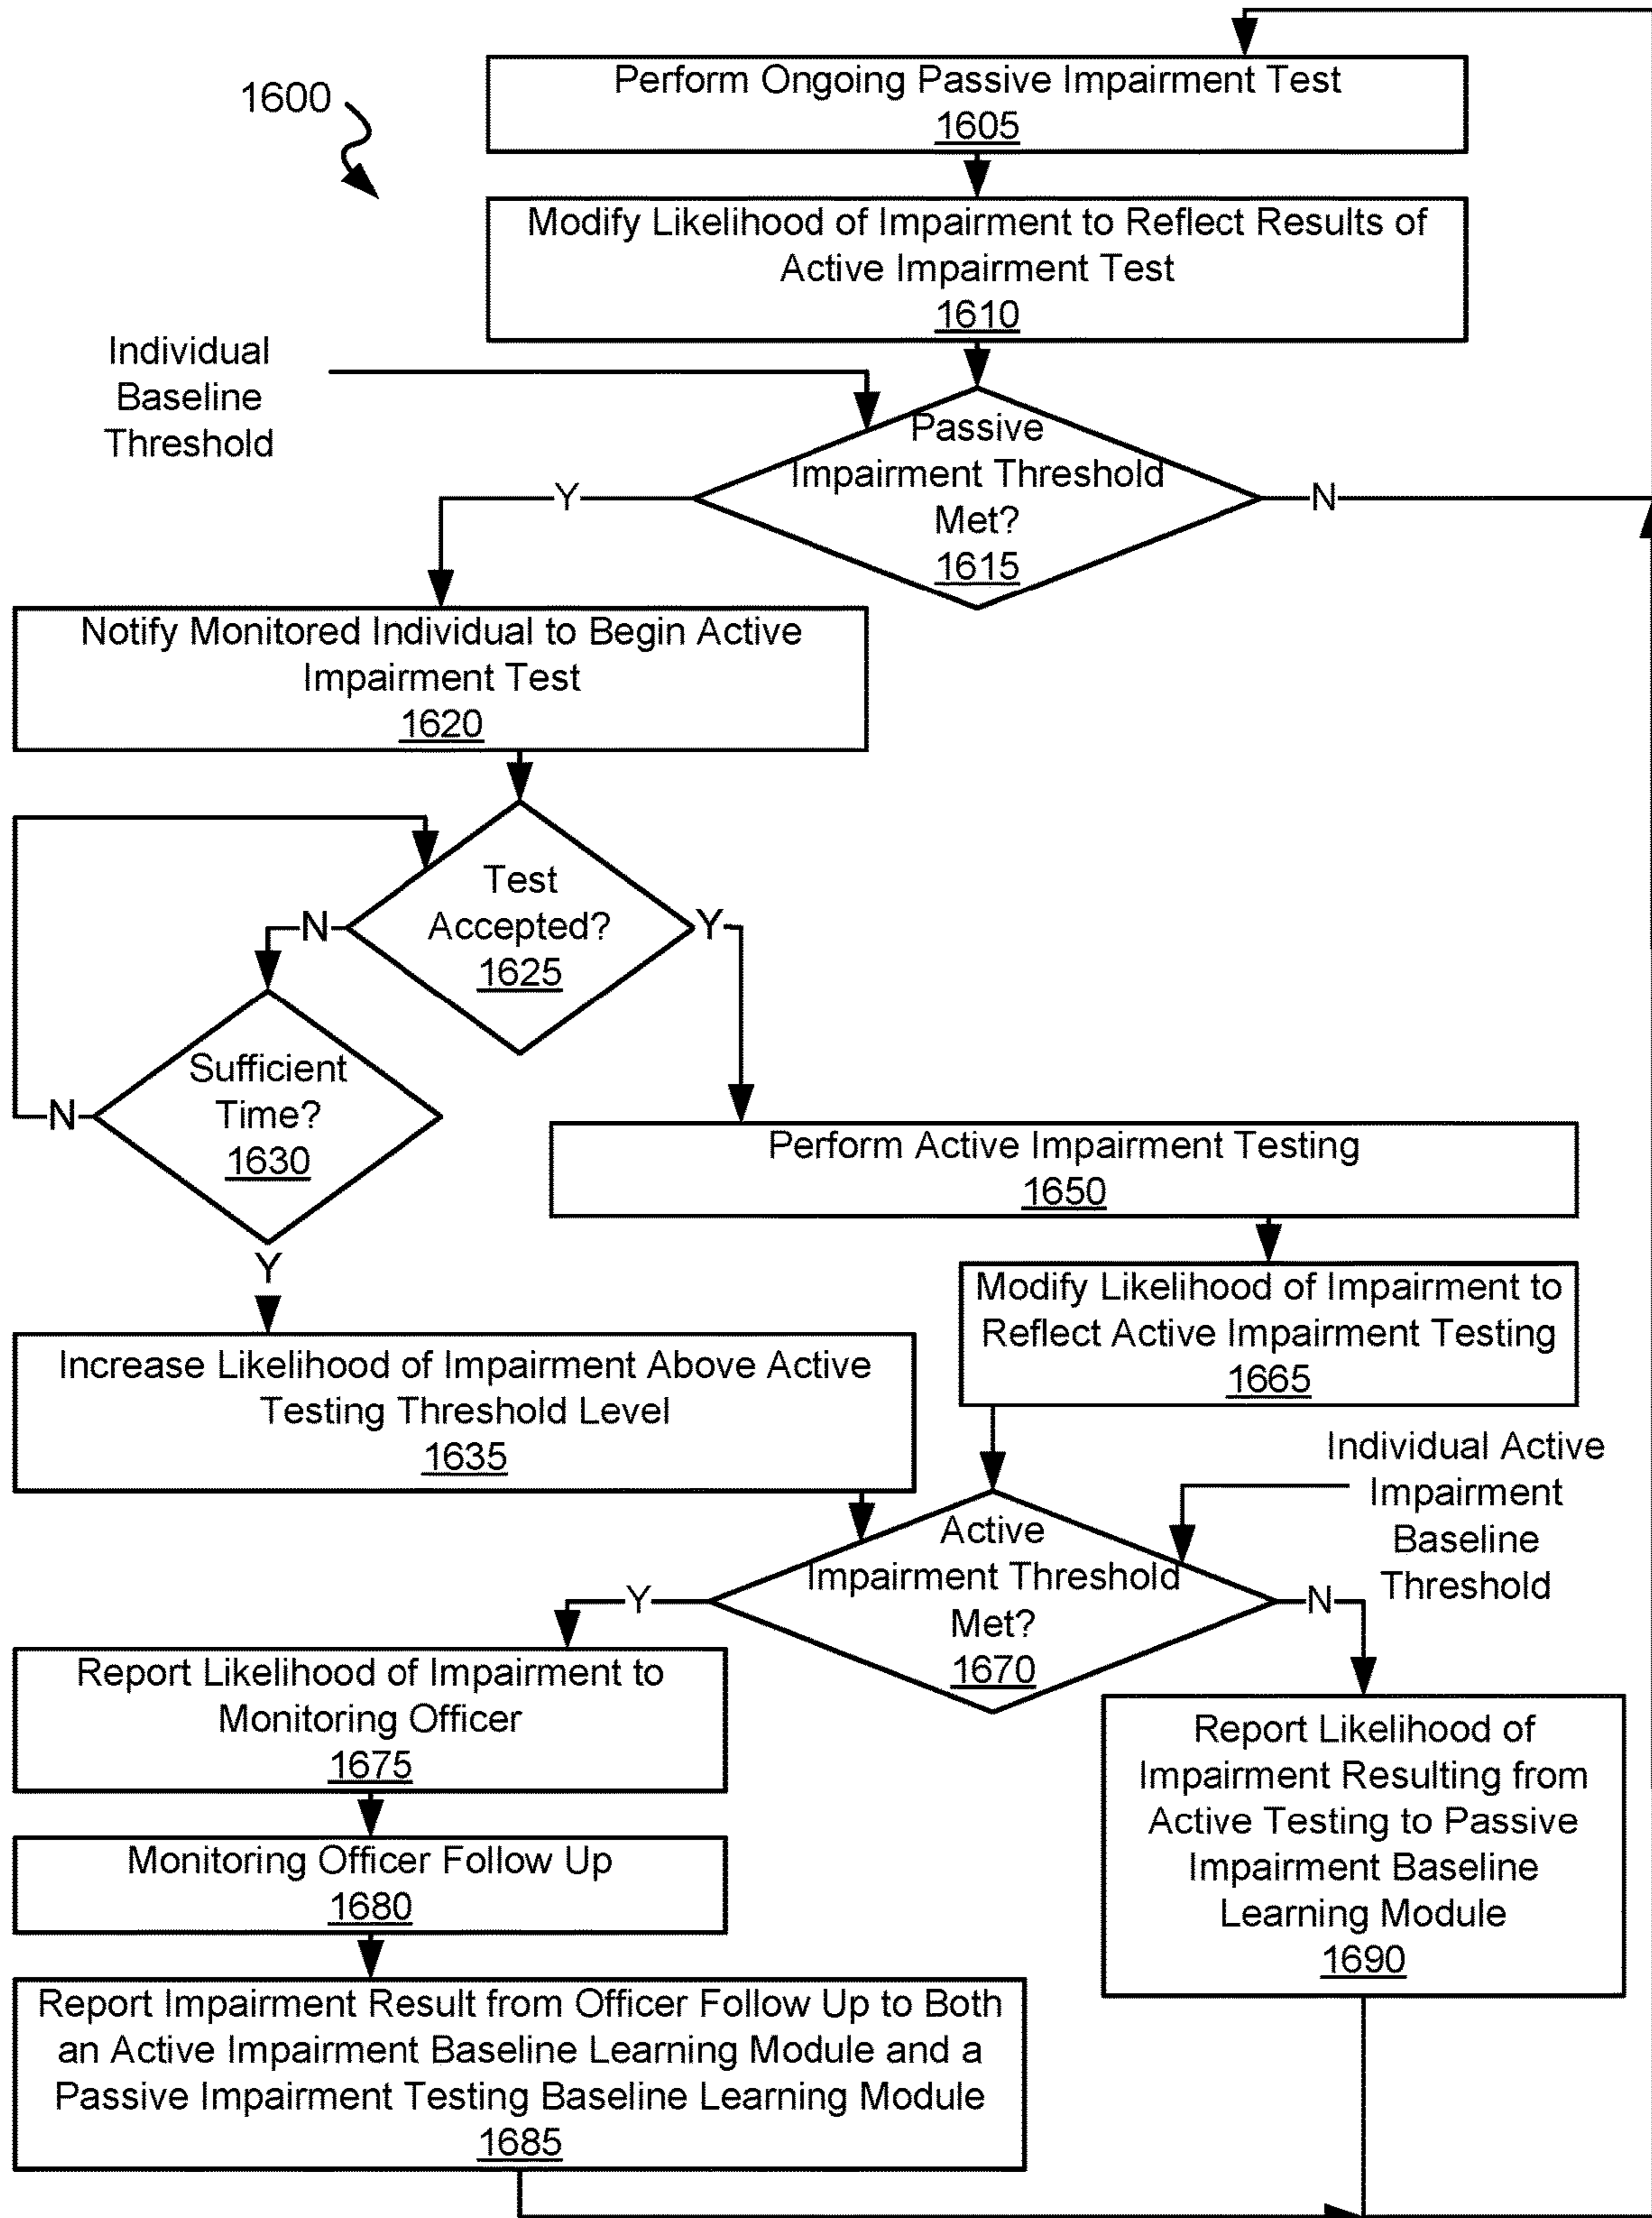 1600
Perform Ongoing Passive Impairment Test
1605
Modify Likelihood of Impairment to Reflect Results of
Active Impairment Test
1610
Individual
Baseline
Threshold
Passive
Impairment Threshold
Met?
1615
Y
N
Notify Monitored Individual to Begin Active
Impairment Test
1620
Test
Accepted?
1625
N
Y
Sufficient
Time?
1630
N
Y
Perform Active Impairment Testing
1650
Modify Likelihood of Impairment to
Reflect Active Impairment Testing
1665
Increase Likelihood of Impairment Above Active
Testing Threshold Level
1635
Individual Active
Impairment
Baseline
Threshold
Active
Impairment Threshold
Met?
1670
Y
N
Report Likelihood of Impairment to
Monitoring Officer
1675
Monitoring Officer Follow Up
1680
Report Impairment Result from Officer Follow Up to Both
an Active Impairment Baseline Learning Module and a
Passive Impairment Testing Baseline Learning Module
1685
Report Likelihood of
Impairment Resulting from
Active Testing to Passive
Impairment Baseline
Learning Module
1690